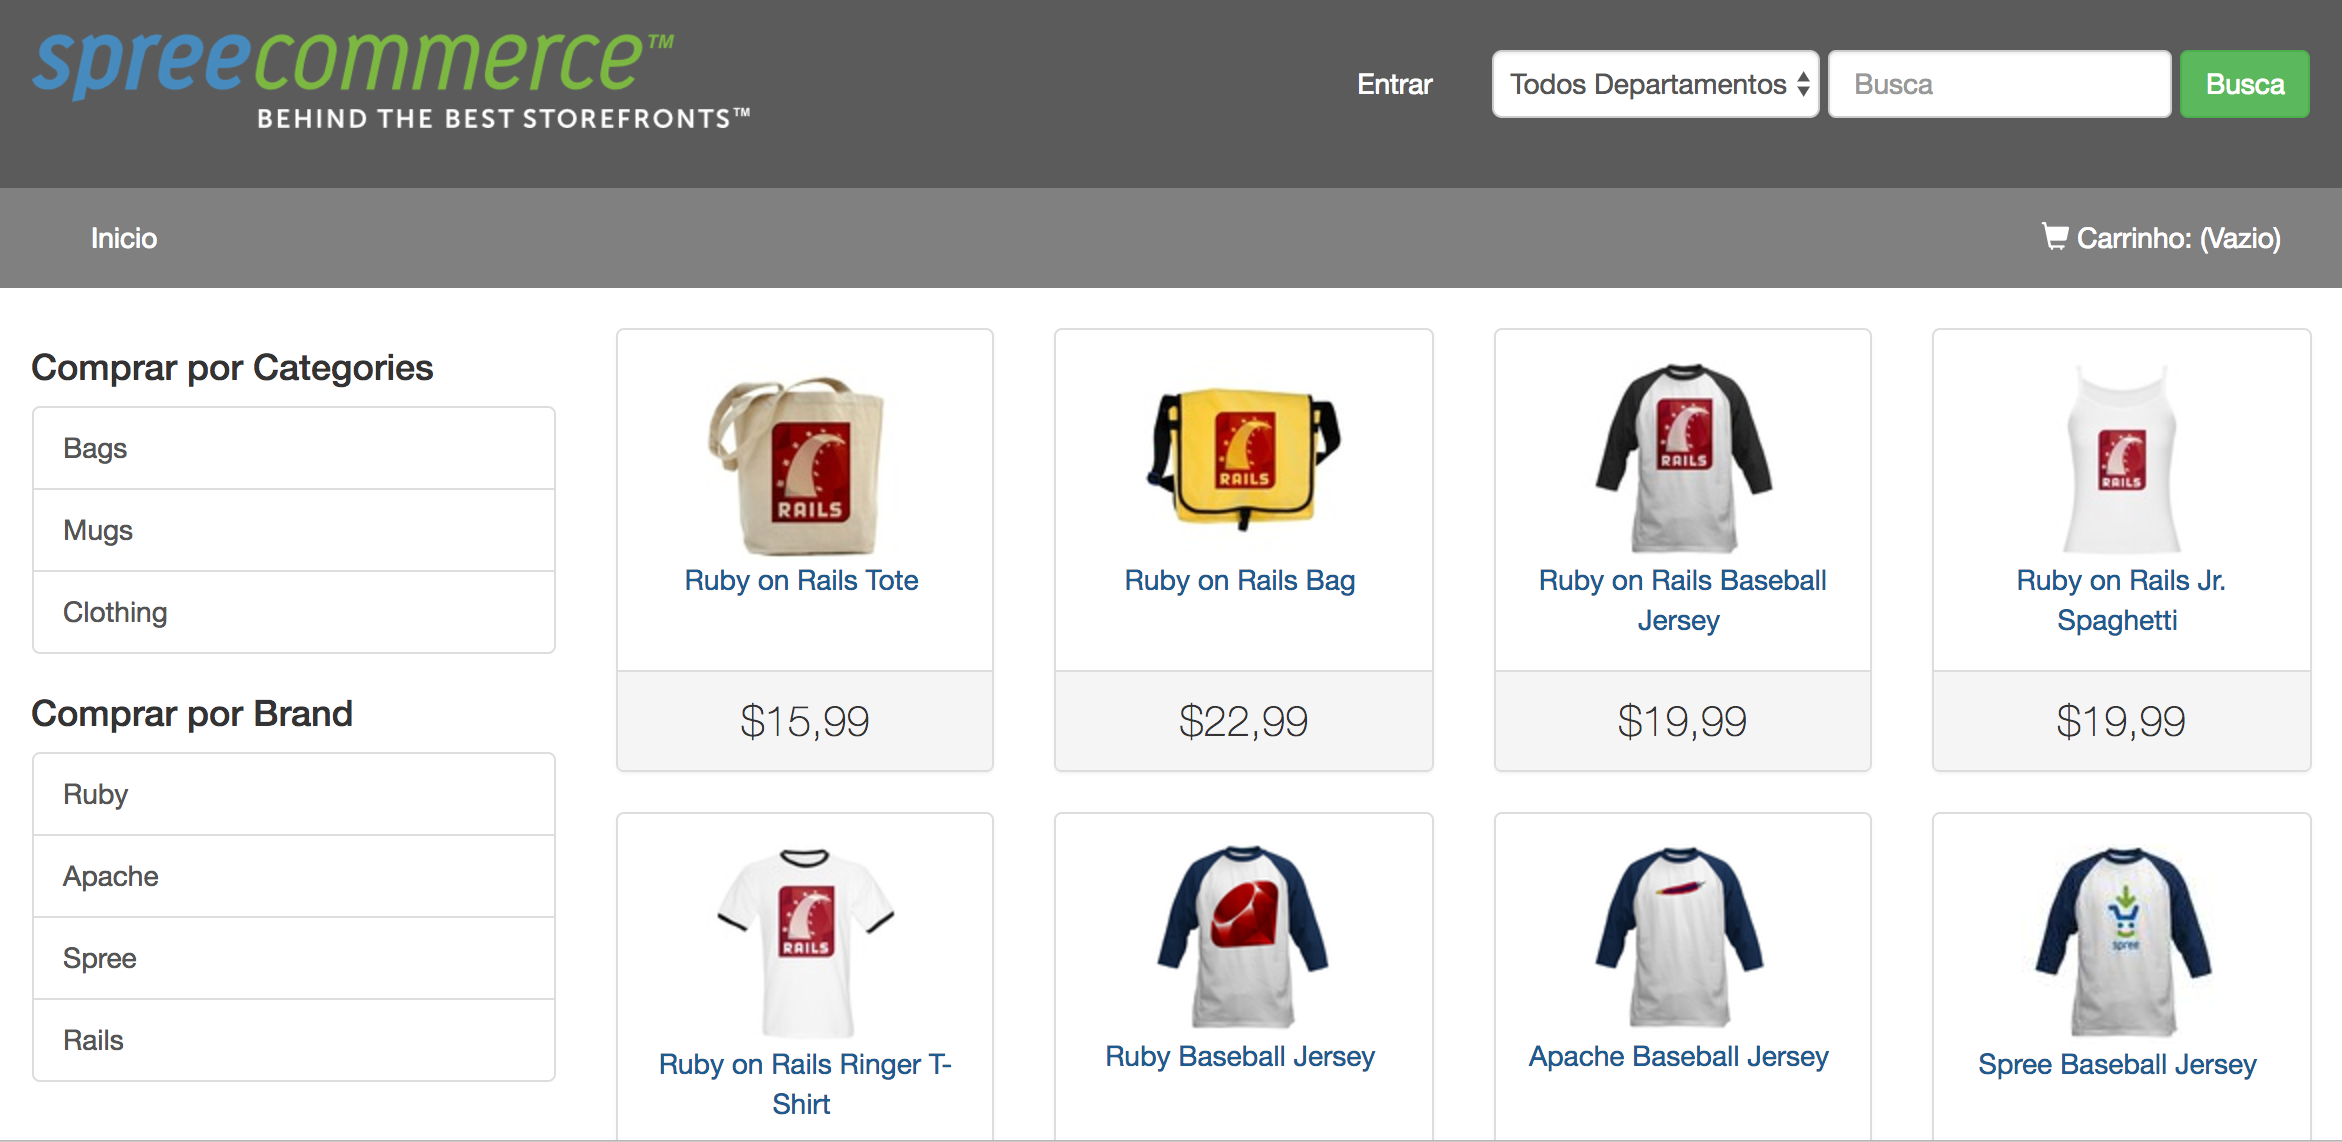 spreecommerce™
BEHIND THE BEST STOREFRONTS™
Entrar
Todos Departamentos
Busca
Busca
Inicio
Carrinho: (Vazio)
Comprar por Categories
Bags
Mugs
Clothing
Comprar por Brand
Ruby
Apache
Spree
Rails
RAILS
Ruby on Rails Tote
$15,99
RAILS
Ruby on Rails Bag
$22,99
RAILS
Ruby on Rails Baseball
Jersey
$19,99
RAILS
Ruby on Rails Jr.
Spaghetti
$19,99
RAILS
Ruby on Rails Ringer T-
Shirt
Ruby Baseball Jersey
Apache Baseball Jersey
spree
Spree Baseball Jersey